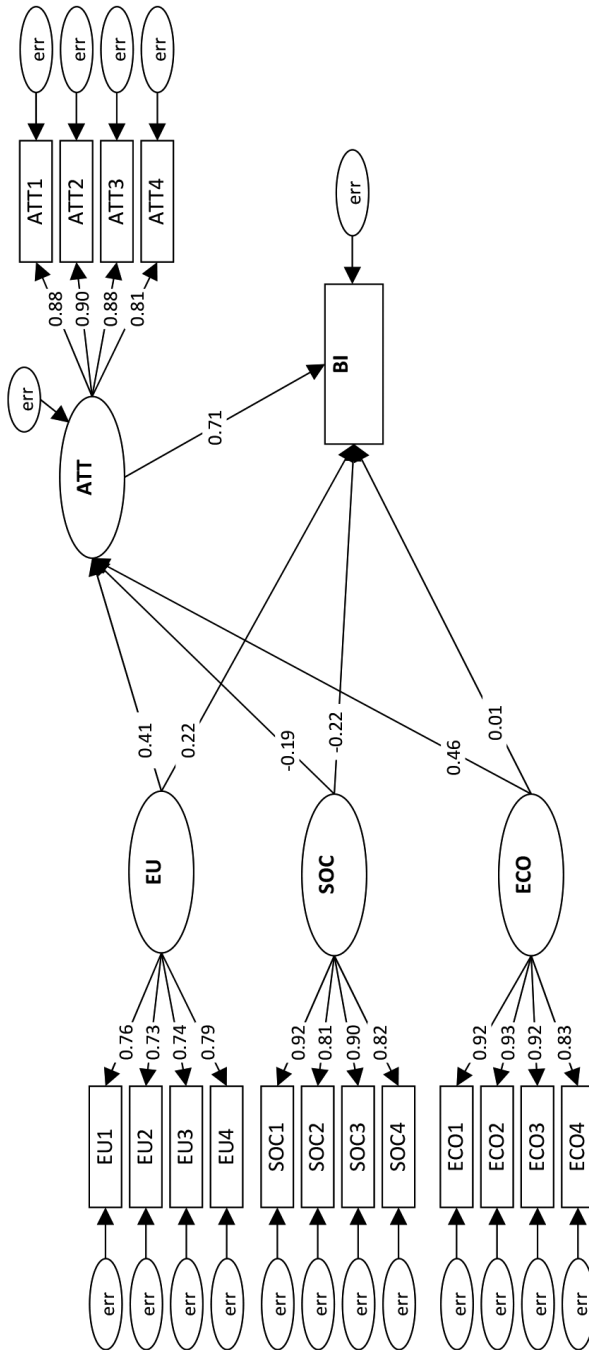 err
err
err
err
ATT1
ATT2
ATT3
ATT4
0.88
0.90
0.88
0.81
err
ATT
err
BI
0.71
0.41
0.22
-0.19
-0.22
0.46
0.01
EU
SOC
ECO
0.76
0.73
0.74
0.79
0.92
0.81
0.90
0.82
0.92
0.93
0.92
0.83
EU1
EU2
EU3
EU4
SOC1
SOC2
SOC3
SOC4
ECO1
ECO2
ECO3
ECO4
err
err
err
err
err
err
err
err
err
err
err
err